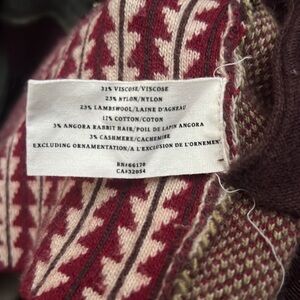 31% VISCOSE/VISCOSE
23% NYLON/NYLON
23% LAMBSWOOL/LAINE D'AGNEAU
17% COTTON/COTON
3% ANGORA RABBIT HAIR/POIL DE LAPIN ANGORA
3% CASHMERE/CACHEMIRE
EXCLUDING ORNAMENTATION/A L'EXCLUSION DE L'ORNEMENT
RN#66170
CA#32054